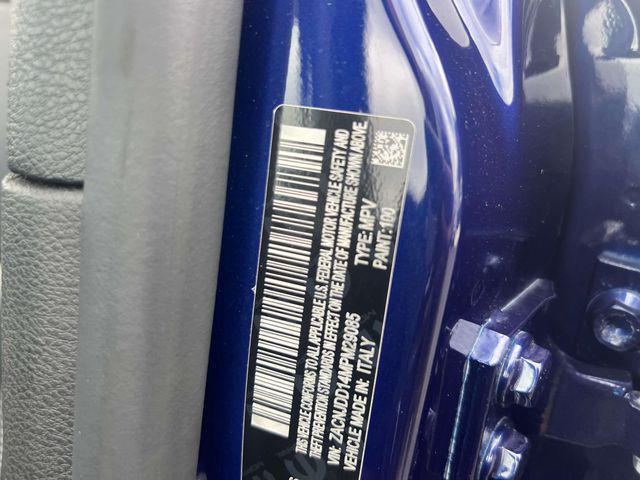 THIS VEHICLE CONFORMS TO ALL APPLICABLE U.S. FEDERAL MOTOR VEHICLE SAFETY AND
THEFT PREVENTION STANDARDS IN EFFECT ON THE DATE OF MANUFACTURE SHOWN ABOVE.
VIN: ZACNJDD14MPM29085 TYPE: MPV
VEHICLE MADE IN: ITALY PAINT: 100